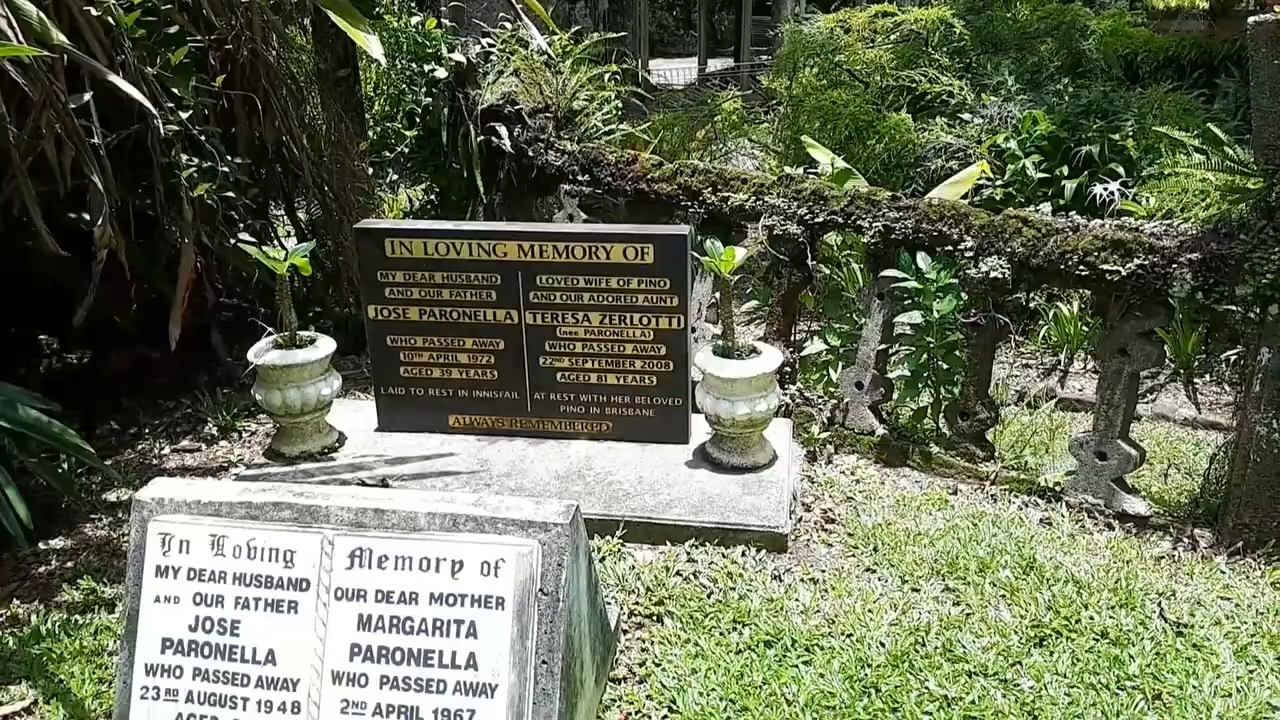 IN LOVING MEMORY OF
MY DEAR HUSBAND
AND OUR FATHER
JOSE PARONELLA
WHO PASSED AWAY
10TH APRIL 1972
AGED 39 YEARS
LAID TO REST IN INNISFAIL
LOVED WIFE OF PINO
AND OUR ADORED AUNT
TERESA ZERLOTTI
(nee PARONELLA)
WHO PASSED AWAY
22ND SEPTEMBER 2008
AGED 81 YEARS
AT REST WITH HER BELOVED
PINO IN BRISBANE
ALWAYS REMEMBERED
In Loving
MY DEAR HUSBAND
AND OUR FATHER
JOSE
PARONELLA
WHO PASSED AWAY
23RD AUGUST 1948
AGED
Memory of
OUR DEAR MOTHER
MARGARITA
PARONELLA
WHO PASSED AWAY
2ND APRIL 1967